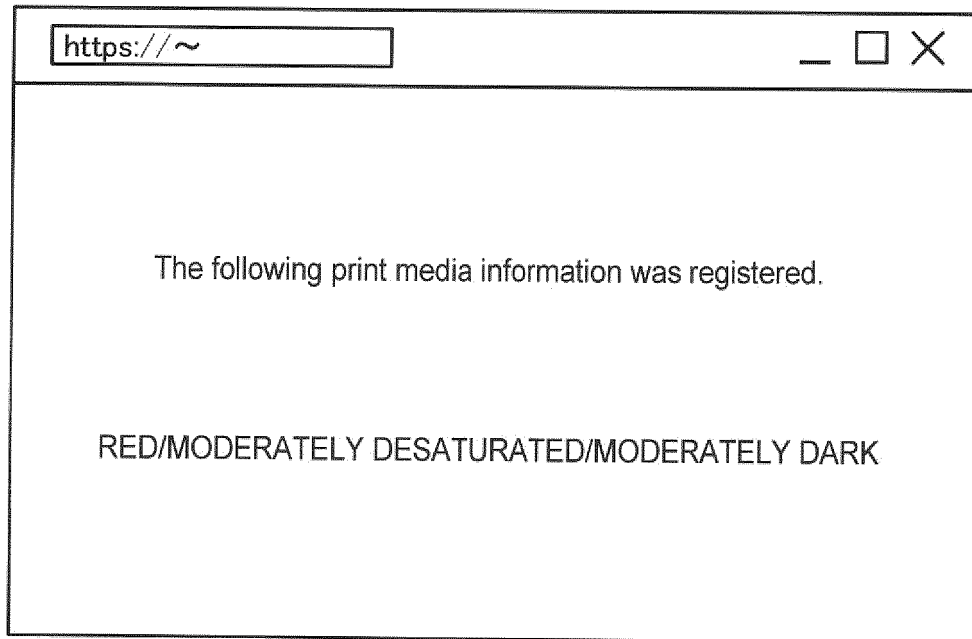 https://~
The following print media information was registered.
RED/MODERATELY DESATURATED/MODERATELY DARK